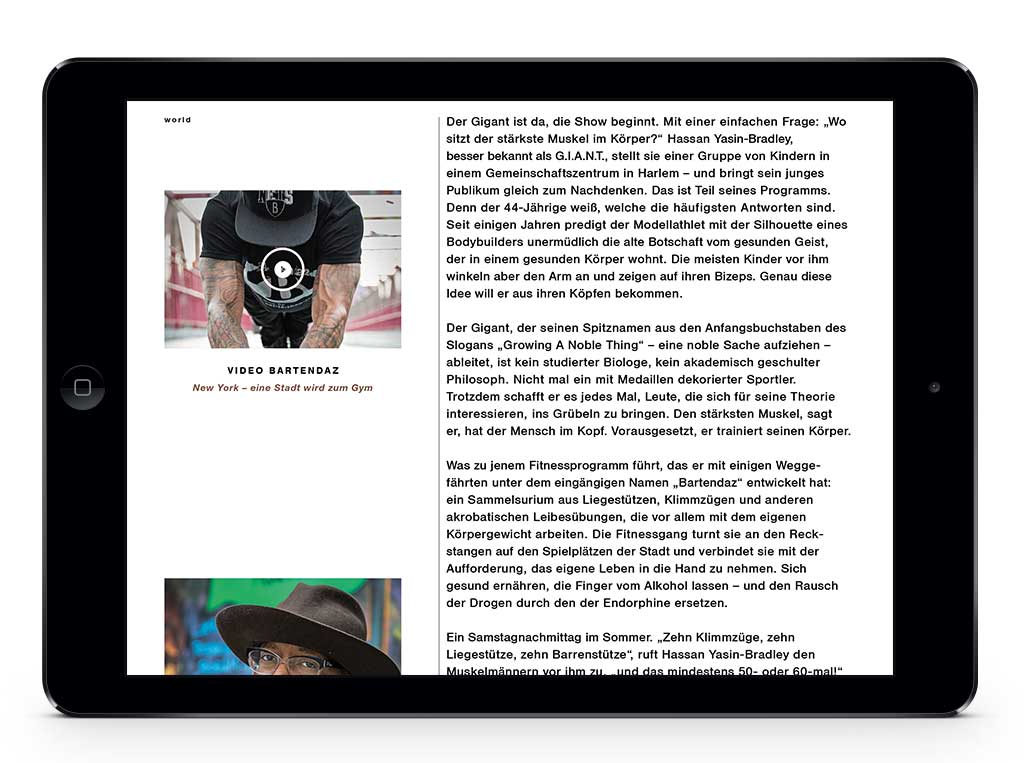 world
NETS
B
VIDEO BARTENDAZ
New York – eine Stadt wird zum Gym
Der Gigant ist da, die Show beginnt. Mit einer einfachen Frage: „Wo
sitzt der stärkste Muskel im Körper?“ Hassan Yasin-Bradley,
besser bekannt als G.I.A.N.T., stellt sie einer Gruppe von Kindern in
einem Gemeinschaftszentrum in Harlem – und bringt sein junges
Publikum gleich zum Nachdenken. Das ist Teil seines Programms.
Denn der 44-Jährige weiß, welche die häufigsten Antworten sind.
Seit einigen Jahren predigt der Modellathlet mit der Silhouette eines
Bodybuilders unermüdlich die alte Botschaft vom gesunden Geist,
der in einem gesunden Körper wohnt. Die meisten Kinder vor ihm
winkeln aber den Arm an und zeigen auf ihren Bizeps. Genau diese
Idee will er aus ihren Köpfen bekommen.
Der Gigant, der seinen Spitznamen aus den Anfangsbuchstaben des
Slogans „Growing A Noble Thing“ – eine noble Sache aufziehen –
ableitet, ist kein studierter Biologe, kein akademisch geschulter
Philosoph. Nicht mal ein mit Medaillen dekorierter Sportler.
Trotzdem schafft er es jedes Mal, Leute, die sich für seine Theorie
interessieren, ins Grübeln zu bringen. Den stärksten Muskel, sagt
er, hat der Mensch im Kopf. Vorausgesetzt, er trainiert seinen Körper.
Was zu jenem Fitnessprogramm führt, das er mit einigen Wegge-
fährten unter dem eingängigen Namen „Bartendaz“ entwickelt hat:
ein Sammelsurium aus Liegestützen, Klimmzügen und anderen
akrobatischen Leibesübungen, die vor allem mit dem eigenen
Körpergewicht arbeiten. Die Fitnessgang turnt sie an den Reck-
stangen auf den Spielplätzen der Stadt und verbindet sie mit der
Aufforderung, das eigene Leben in die Hand zu nehmen. Sich
gesund ernähren, die Finger vom Alkohol lassen – und den Rausch
der Drogen durch den der Endorphine ersetzen.
Ein Samstagnachmittag im Sommer. „Zehn Klimmzüge, zehn
Liegestütze, zehn Barrenstütze“, ruft Hassan Yasin-Bradley den
Muskelmännern vor ihm zu, „und das mindestens 50- oder 60-mal!“